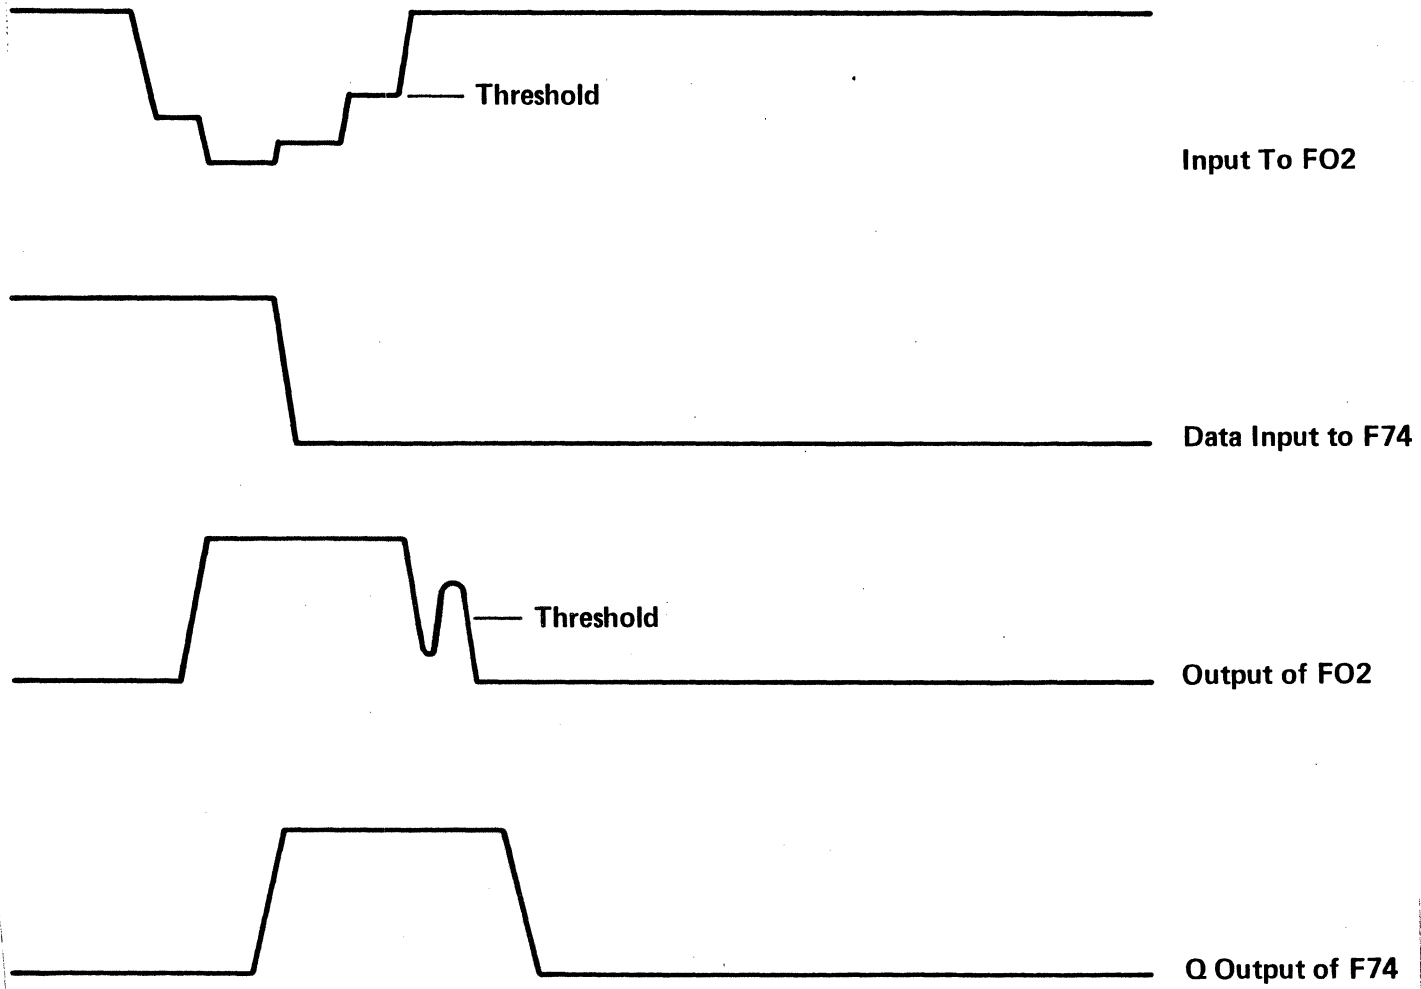 Threshold
Input To FO2
Data Input to F74
Threshold
Output of FO2
Q Output of F74